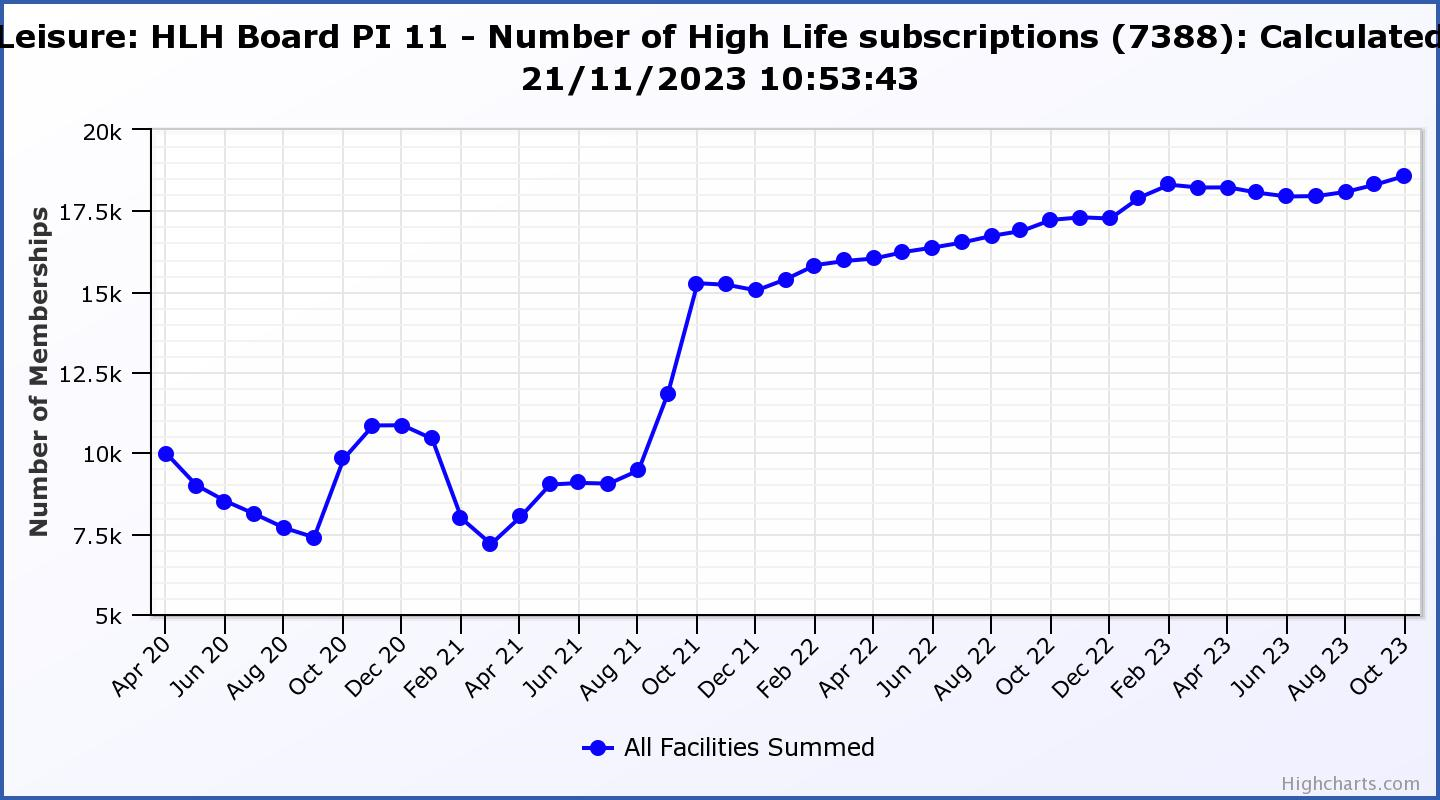 Leisure: HLH Board PI 11 - Number of High Life subscriptions (7388): Calculated
21/11/2023 10:53:43
Number of Memberships
20k
17.5k
15k
12.5k
10k
7.5k
5k
Apr 20
Jun 20
Aug 20
Oct 20
Dec 20
Feb 21
Apr 21
Jun 21
Aug 21
Oct 21
Dec 21
Feb 22
Apr 22
Jun 22
Aug 22
Oct 22
Dec 22
Feb 23
Apr 23
Jun 23
Aug 23
Oct 23
All Facilities Summed
Highcharts.com